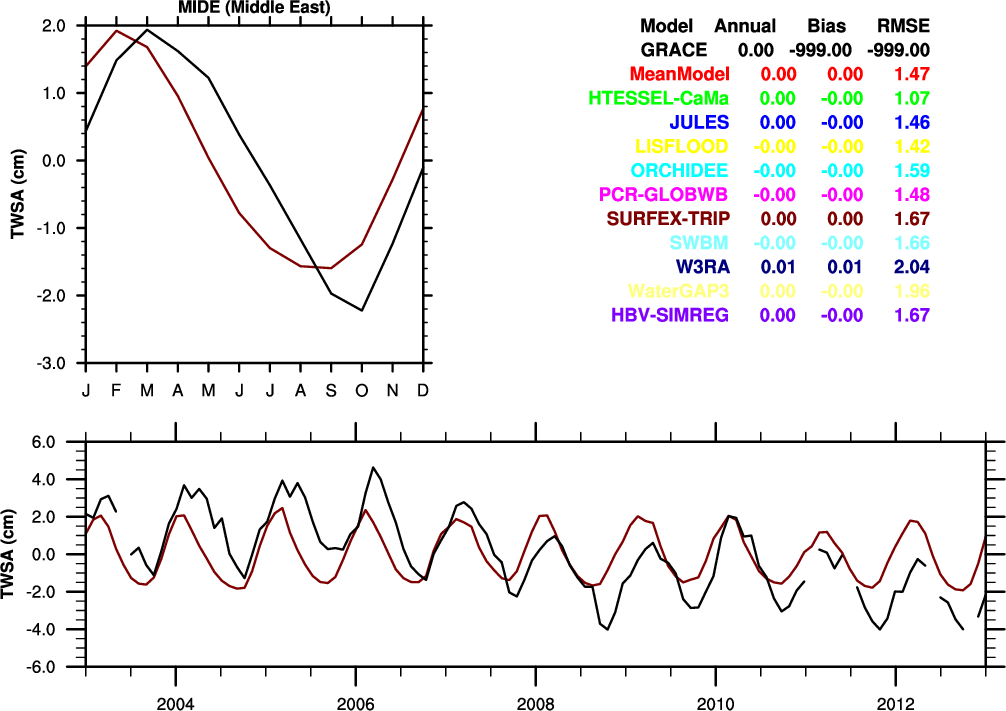 MIDE (Middle East)
2.0
1.0
0.0
-1.0
-2.0
-3.0
TWSA (cm)
J F M A M J J A S O N D
Model Annual Bias RMSE
GRACE 0.00 -999.00 -999.00
MeanModel 0.00 0.00 1.47
HTESSEL-CaMa 0.00 -0.00 1.07
JULES 0.00 -0.00 1.46
LISFLOOD -0.00 -0.00 1.42
ORCHIDEE -0.00 -0.00 1.59
PCR-GLOBWB -0.00 -0.00 1.48
SURFEX-TRIP 0.00 0.00 1.67
SWBM -0.00 -0.00 1.66
W3RA 0.01 0.01 2.04
WaterGAP3 0.00 -0.00 1.96
HBV-SIMREG 0.00 -0.00 1.67
6.0
4.0
2.0
0.0
-2.0
-4.0
-6.0
TWSA (cm)
2004 2006 2008 2010 2012